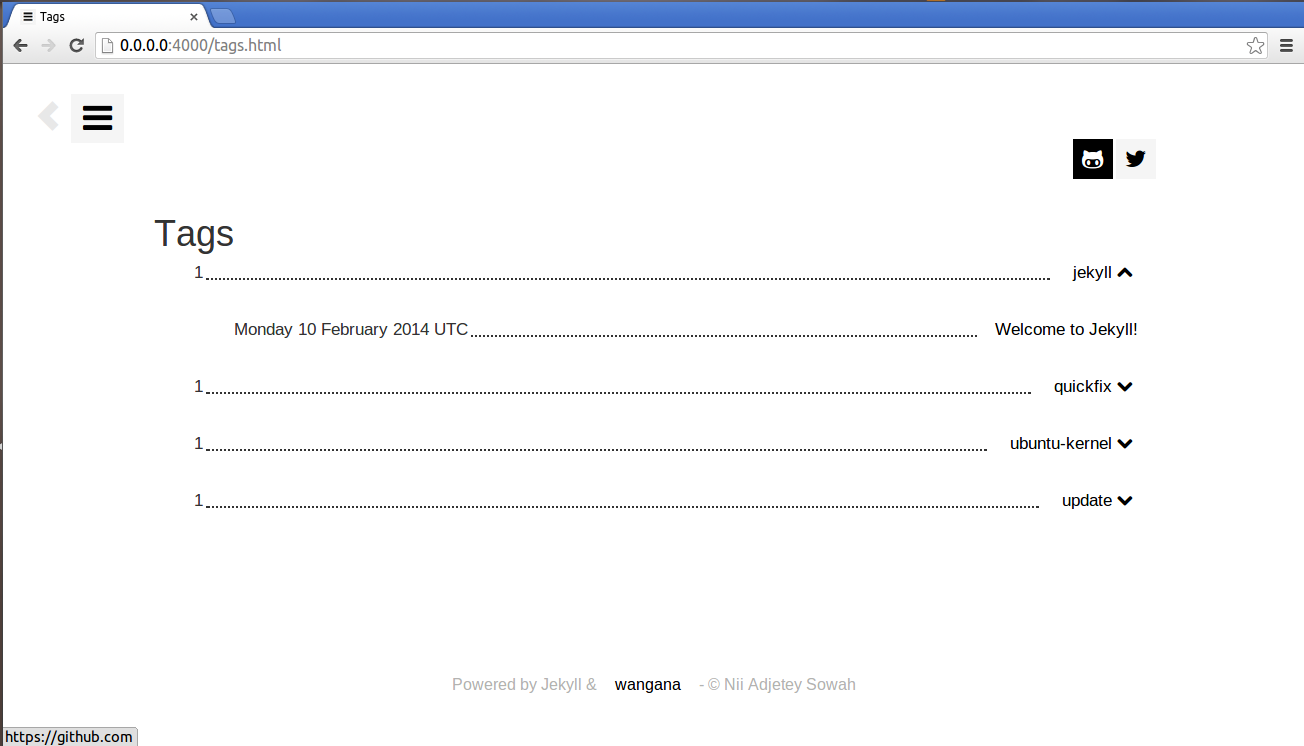 Tags
0.0.0.0:4000/tags.html
Tags
1 jekyll
Monday 10 February 2014 UTC Welcome to Jekyll!
1 quickfix
1 ubuntu-kernel
1 update
Powered by Jekyll & wangana - © Nii Adjetey Sowah
https://github.com